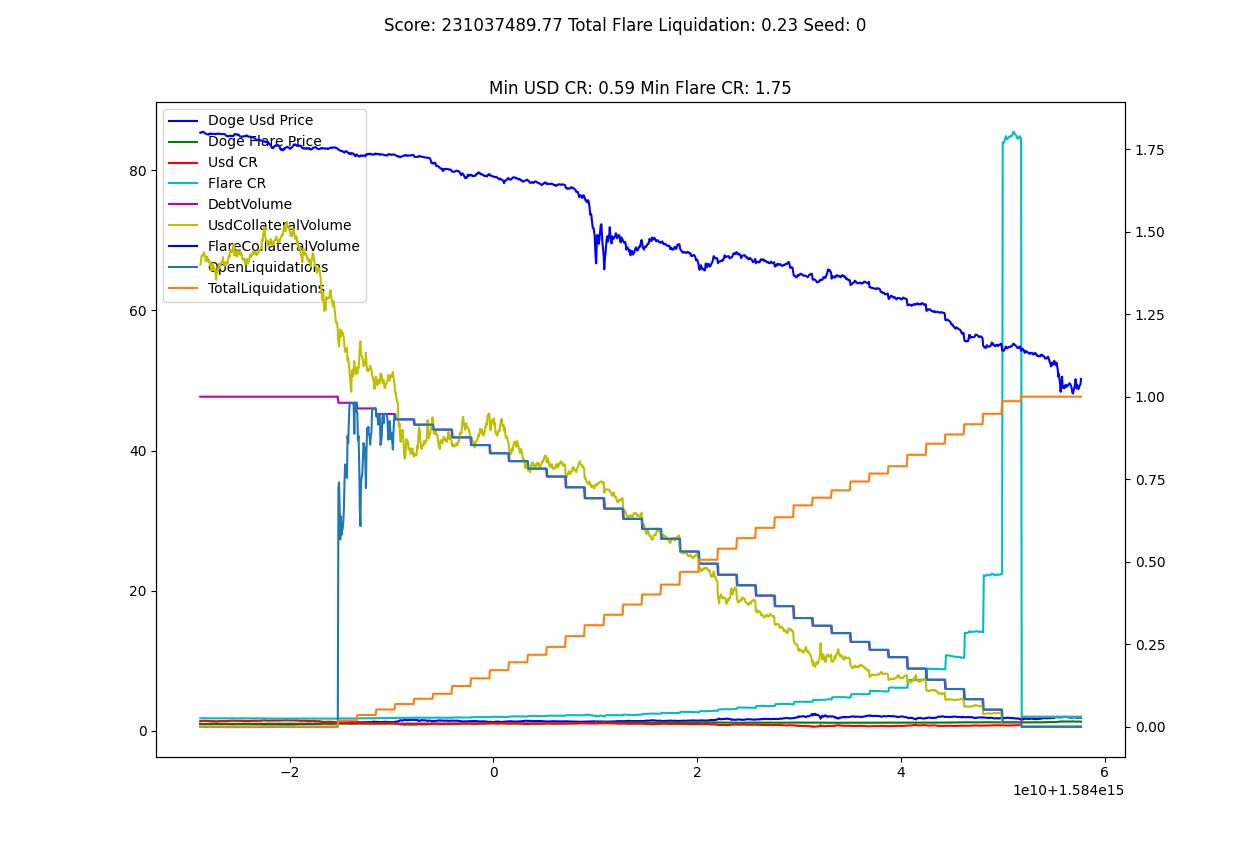 Score: 231037489.77 Total Flare Liquidation: 0.23 Seed: 0
Min USD CR: 0.59 Min Flare CR: 1.75
Doge Usd Price
Doge Flare Price
Usd CR
Flare CR
DebtVolume
UsdCollateralVolume
FlareCollateralVolume
OpenLiquidations
TotalLiquidations
80
60
40
20
0
1.75
1.50
1.25
1.00
0.75
0.50
0.25
0.00
−2
0
2
4
6
1e10+1.584e15